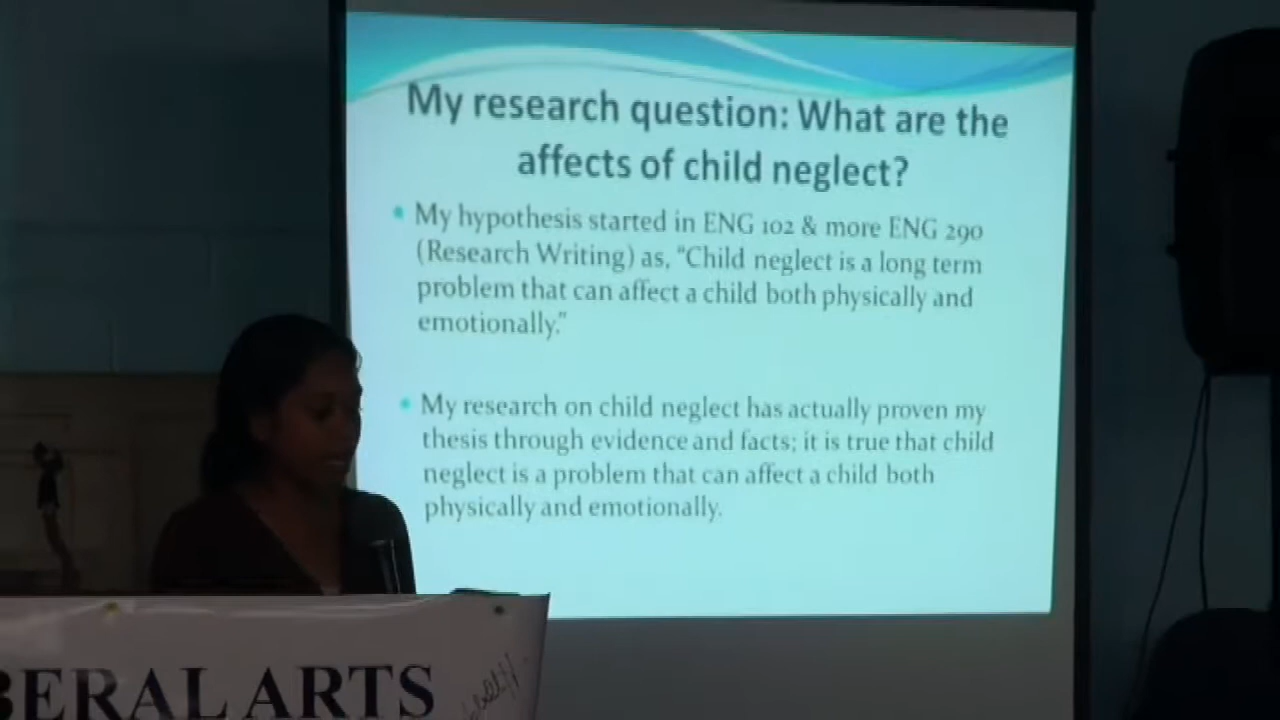 My research question: What are the
affects of child neglect?
• My hypothesis started in ENG 102 & more ENG 290
(Research Writing) as, “Child neglect is a long term
problem that can affect a child both physically and
emotionally.”
• My research on child neglect has actually proven my
thesis through evidence and facts; it is true that child
neglect is a problem that can affect a child both
physically and emotionally.
BERAL ARTS